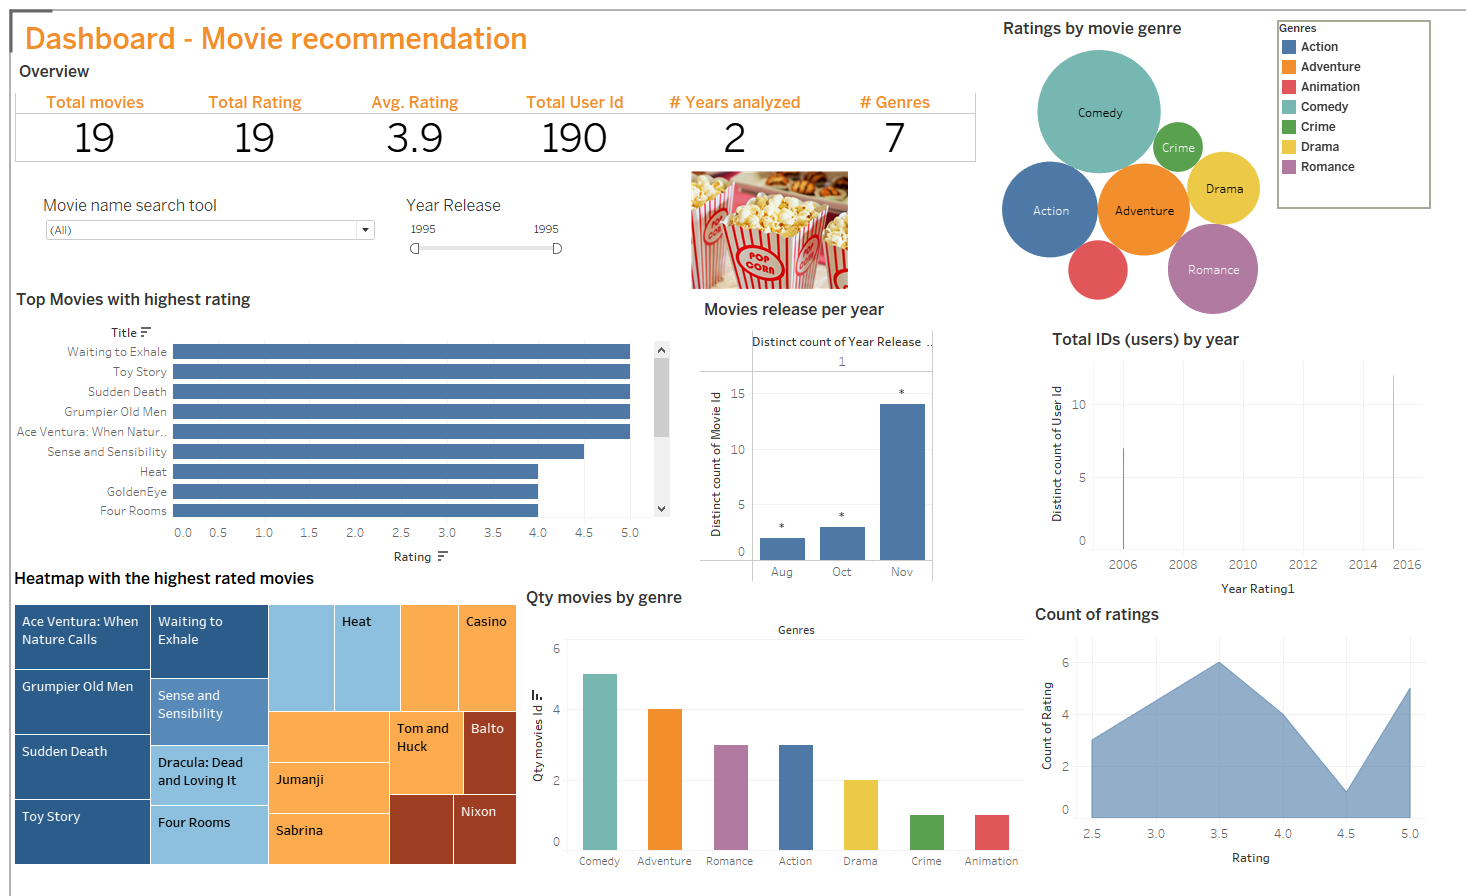 Dashboard - Movie recommendation
Overview
Total movies
Total Rating
Avg. Rating
Total User Id
# Years analyzed
# Genres
19
19
3.9
190
2
7
Movie name search tool
(All)
Year Release
1995
1995
POP
CORN
Ratings by movie genre
Comedy
Crime
Drama
Action
Adventure
Romance
Genres
Action
Adventure
Animation
Comedy
Crime
Drama
Romance
Top Movies with highest rating
Title
Waiting to Exhale
Toy Story
Sudden Death
Grumpier Old Men
Ace Ventura: When Natur..
Sense and Sensibility
Heat
GoldenEye
Four Rooms
0.0 0.5 1.0 1.5 2.0 2.5 3.0 3.5 4.0 4.5 5.0
Rating
Movies release per year
Distinct count of Year Release ..
1
Distinct count of Movie Id
15
10
5
0
*
*
*
Aug Oct Nov
Total IDs (users) by year
Distinct count of User Id
10
5
0
2006 2008 2010 2012 2014 2016
Year Rating1
Heatmap with the highest rated movies
Ace Ventura: When
Nature Calls
Grumpier Old Men
Sudden Death
Toy Story
Waiting to
Exhale
Sense and
Sensibility
Dracula: Dead
and Loving It
Four Rooms
Heat
Casino
Jumanji
Sabrina
Tom and
Huck
Balto
Nixon
Qty movies by genre
Genres
Qty movies Id
6
4
2
0
Comedy Adventure Romance Action Drama Crime Animation
Count of ratings
Count of Rating
6
4
2
0
2.5 3.0 3.5 4.0 4.5 5.0
Rating